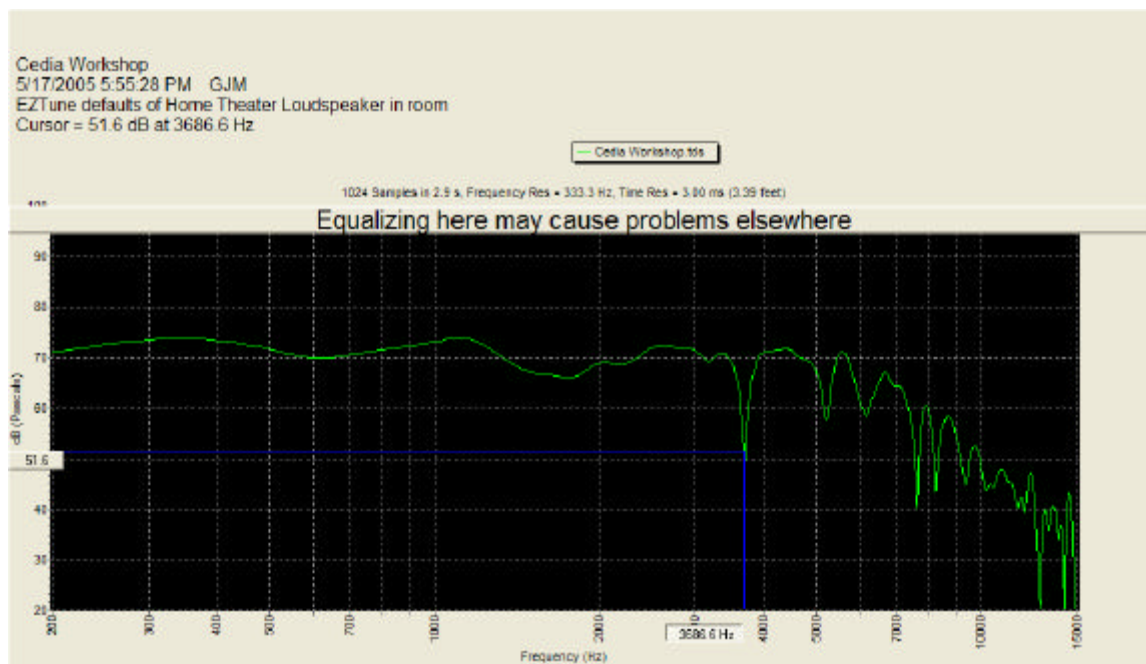 Cedia Workshop
5/17/2005 5:55:28 PM GJM
EZTune defaults of Home Theater Loudspeaker in room
Cursor = 51.6 dB at 3686.6 Hz
Cedia Workshop.tds
1024 Samples in 2.9 s, Frequency Res = 333.3 Hz, Time Res = 3.00 ms (3.39 feet)
Equalizing here may cause problems elsewhere
90
80
70
60
51.6
40
30
20
dB (Pascals)
200
300
400
500
700
1000
2000
3686.6 Hz
4000
5000
7000
10000
15000
Frequency (Hz)